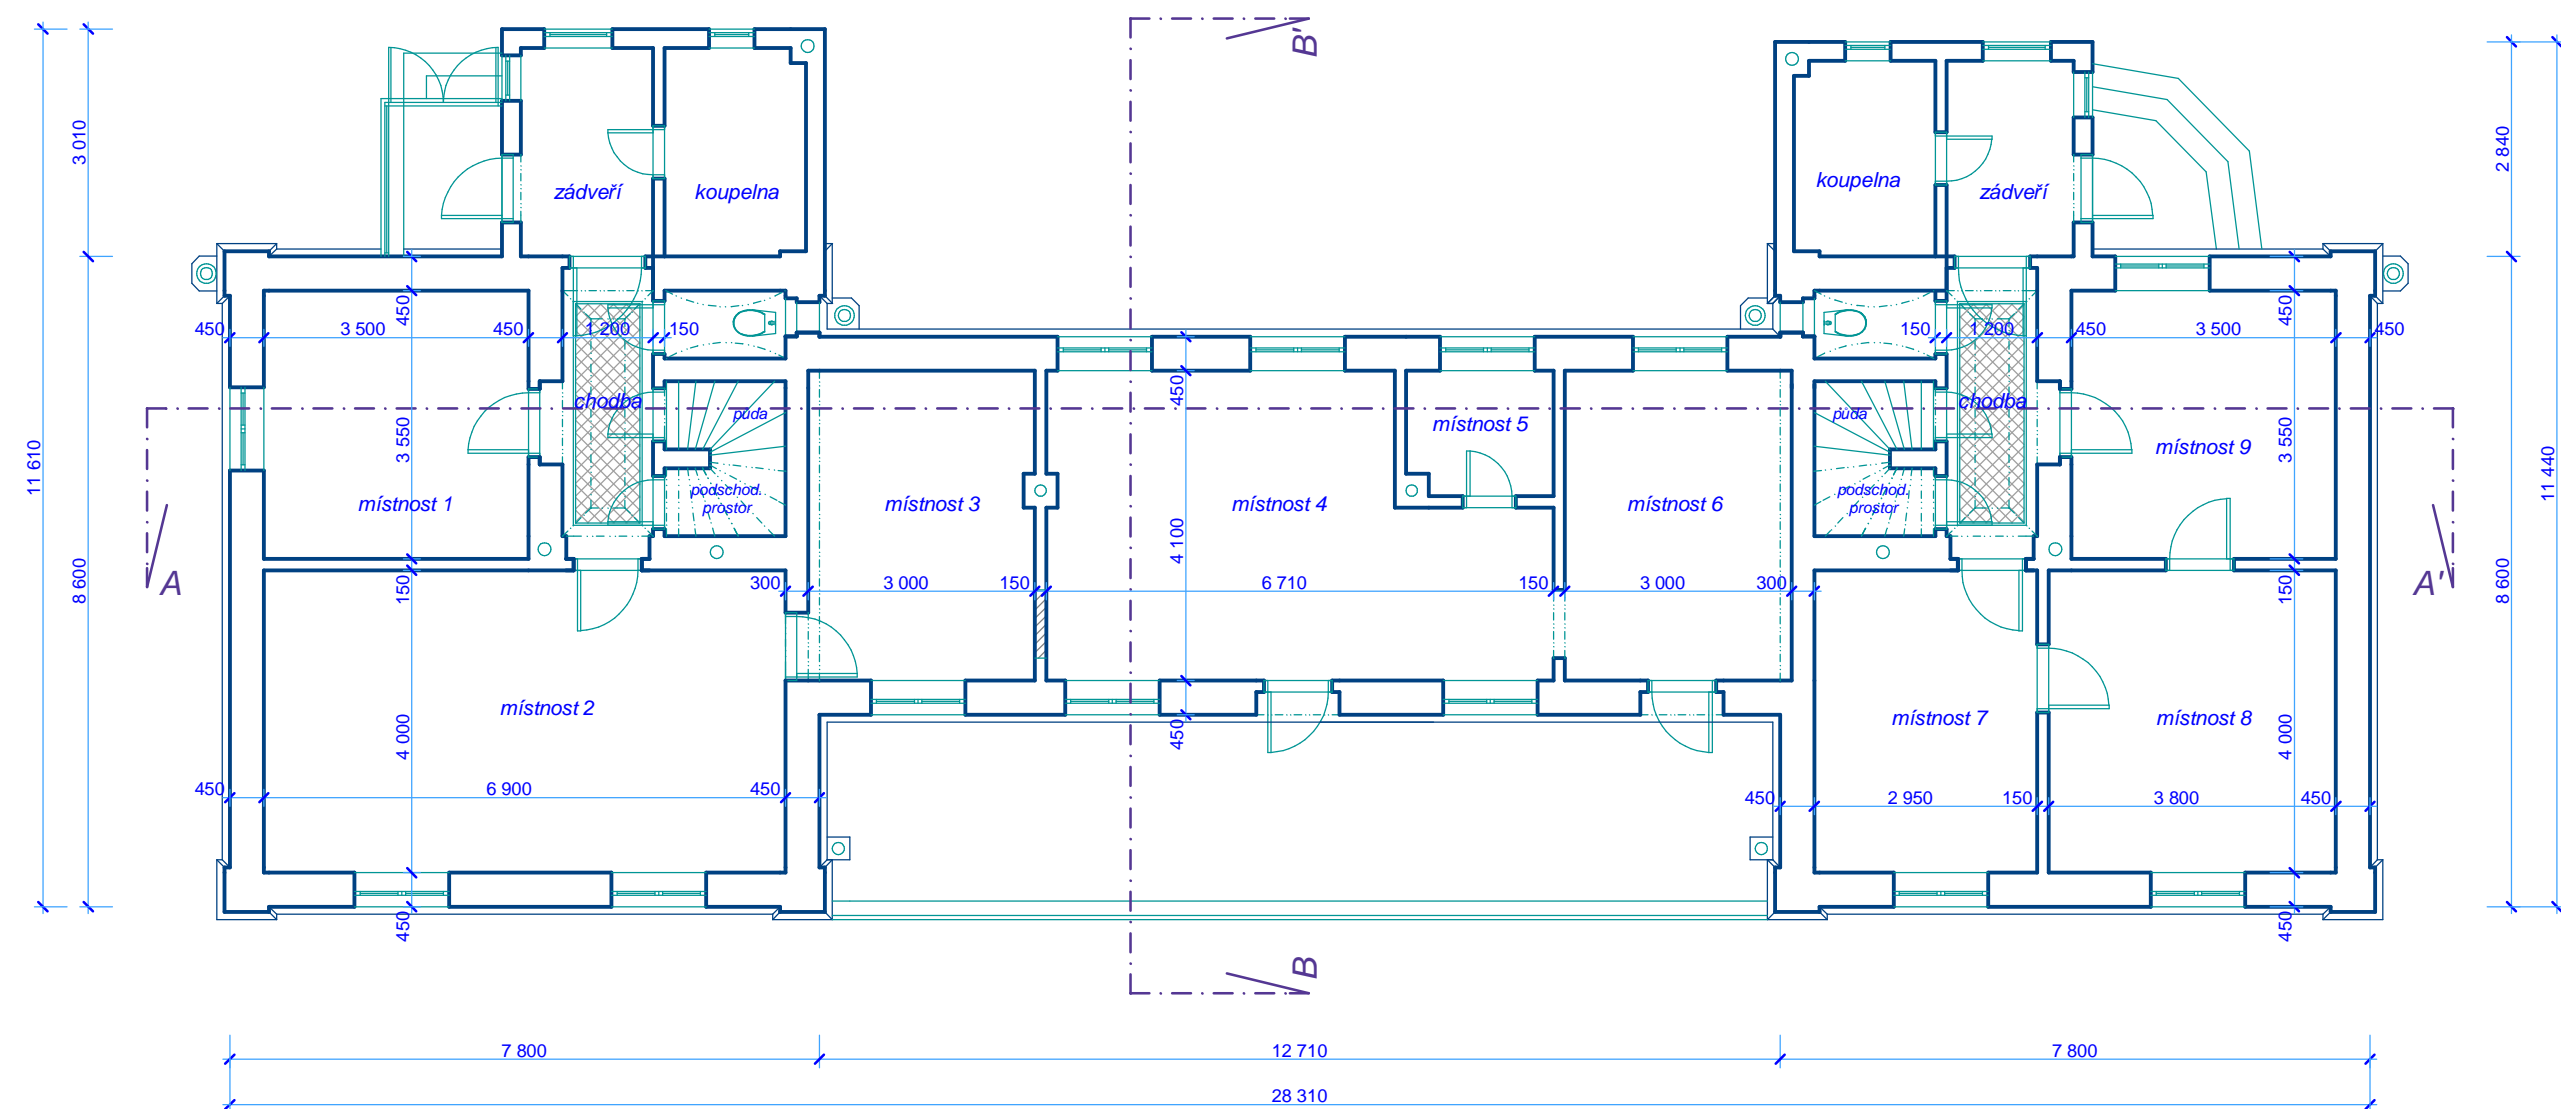 B'
3 010
2 840
zádveří
koupelna
koupelna
zádveří
450
3 500
450
450
1 200
150
150
1 200
450
3 500
450
450
450
chodba
půda
půda
chodba
místnost 5
místnost 9
11 610
3 550
3 550
11 440
místnost 1
podschod.
prostor
místnost 3
místnost 4
místnost 6
podschod.
prostor
4 100
A
A'
8 600
150
300
3 000
150
6 710
150
3 000
300
150
8 600
místnost 2
místnost 7
místnost 8
4 000
450
4 000
450
6 900
450
450
2 950
150
3 800
450
450
450
B
7 800
12 710
7 800
28 310